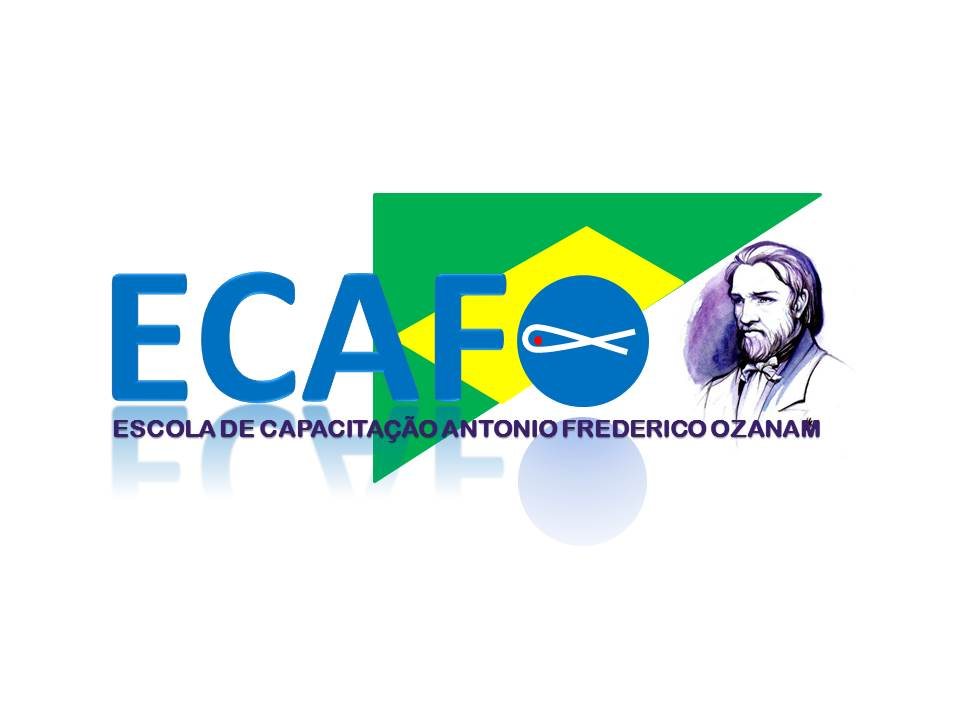 ECAFO
ESCOLA DE CAPACITAÇÃO ANTONIO FREDERICO OZANAM